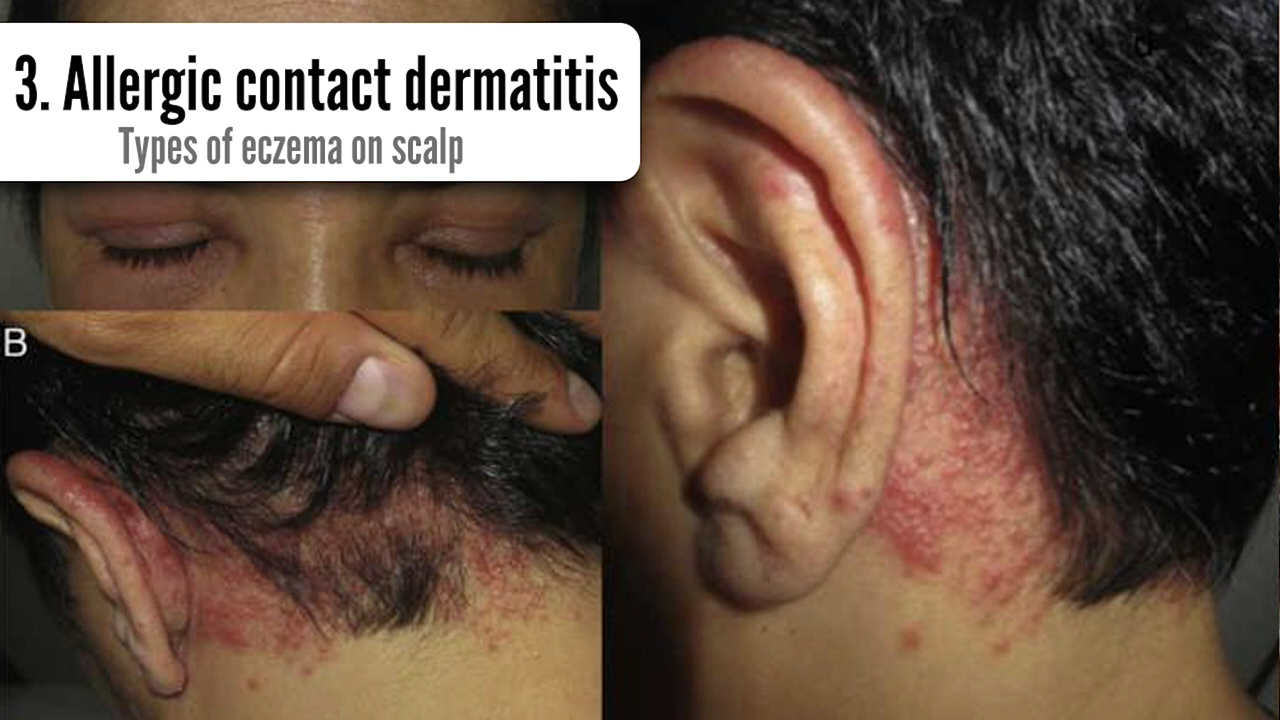 3. Allergic contact dermatitis
Types of eczema on scalp
B